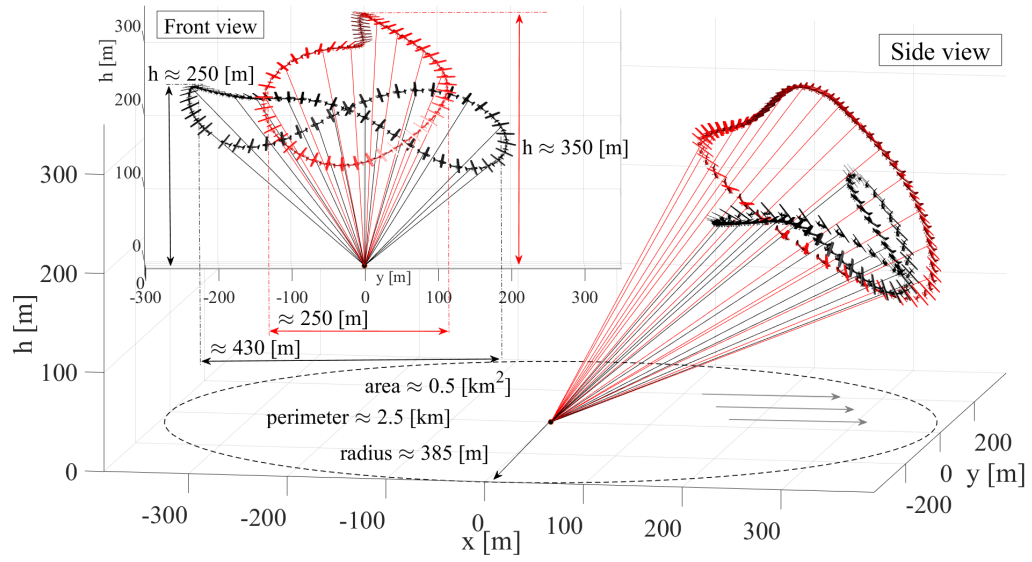 Front view
Side view
h [m]
300
200
100
0
0
h ≈ 250 [m]
h ≈ 350 [m]
y [m]
-300
-200
-100
0
100
200
300
≈ 250 [m]
≈ 430 [m]
area ≈ 0.5 [km²]
perimeter ≈ 2.5 [km]
radius ≈ 385 [m]
h [m]
300
200
100
0
-300
-200
-100
0
100
200
300
x [m]
-200
0
200
y [m]
2